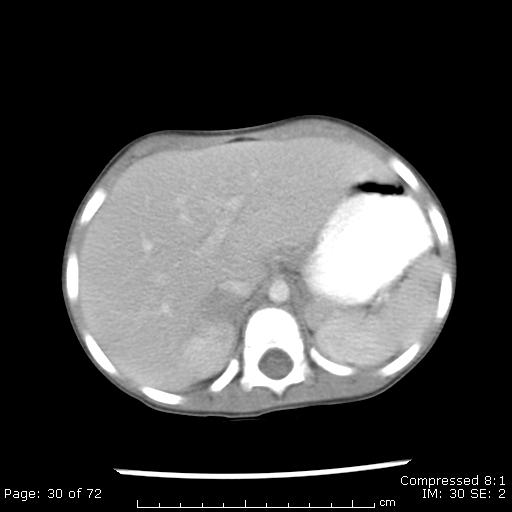 Compressed 8:1
Page: 30 of 72
IM: 30 SE: 2
cm